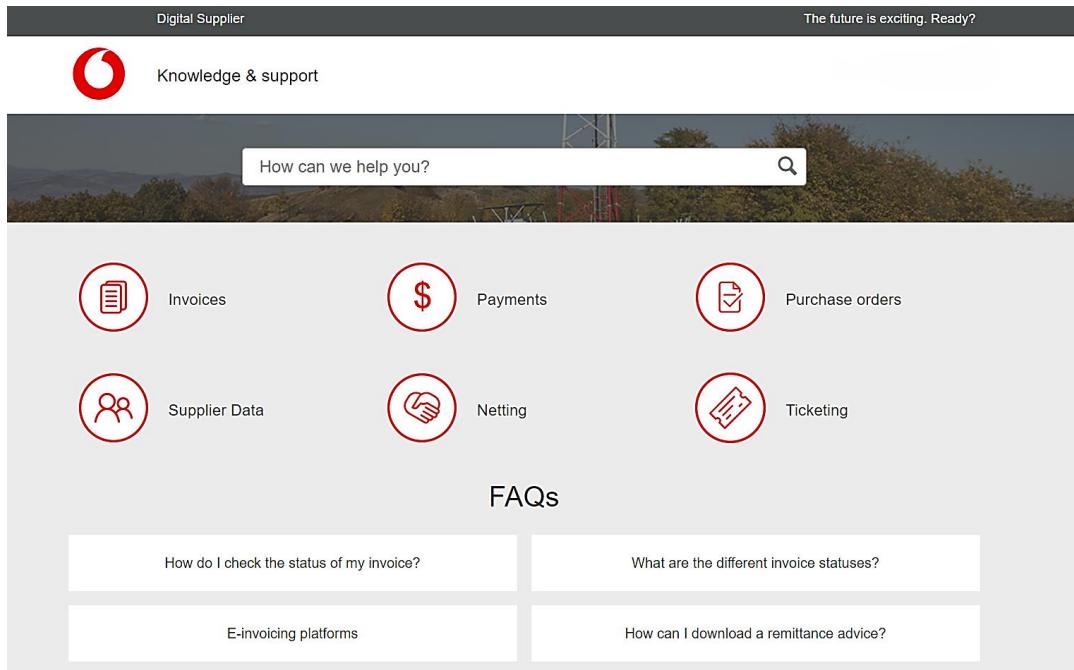 Digital Supplier
The future is exciting. Ready?
Knowledge & support
How can we help you?
Invoices
$
Payments
Purchase orders
Supplier Data
Netting
Ticketing
FAQs
How do I check the status of my invoice?
What are the different invoice statuses?
E-invoicing platforms
How can I download a remittance advice?